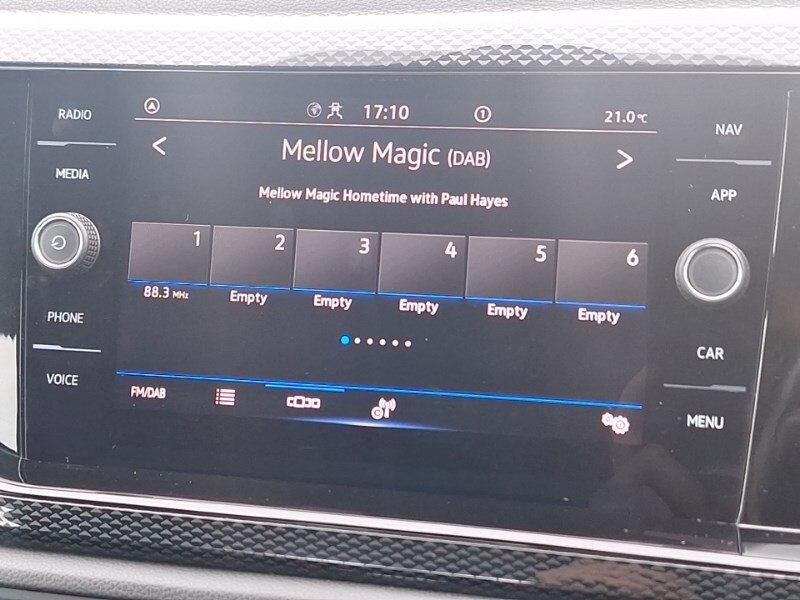 RADIO
MEDIA
PHONE
VOICE
17:10
1
21.0°C
Mellow Magic (DAB)
Mellow Magic Hometime with Paul Hayes
1 2 3 4 5 6
88.3 MHz Empty Empty Empty Empty Empty
FM/DAB
NAV
APP
CAR
MENU